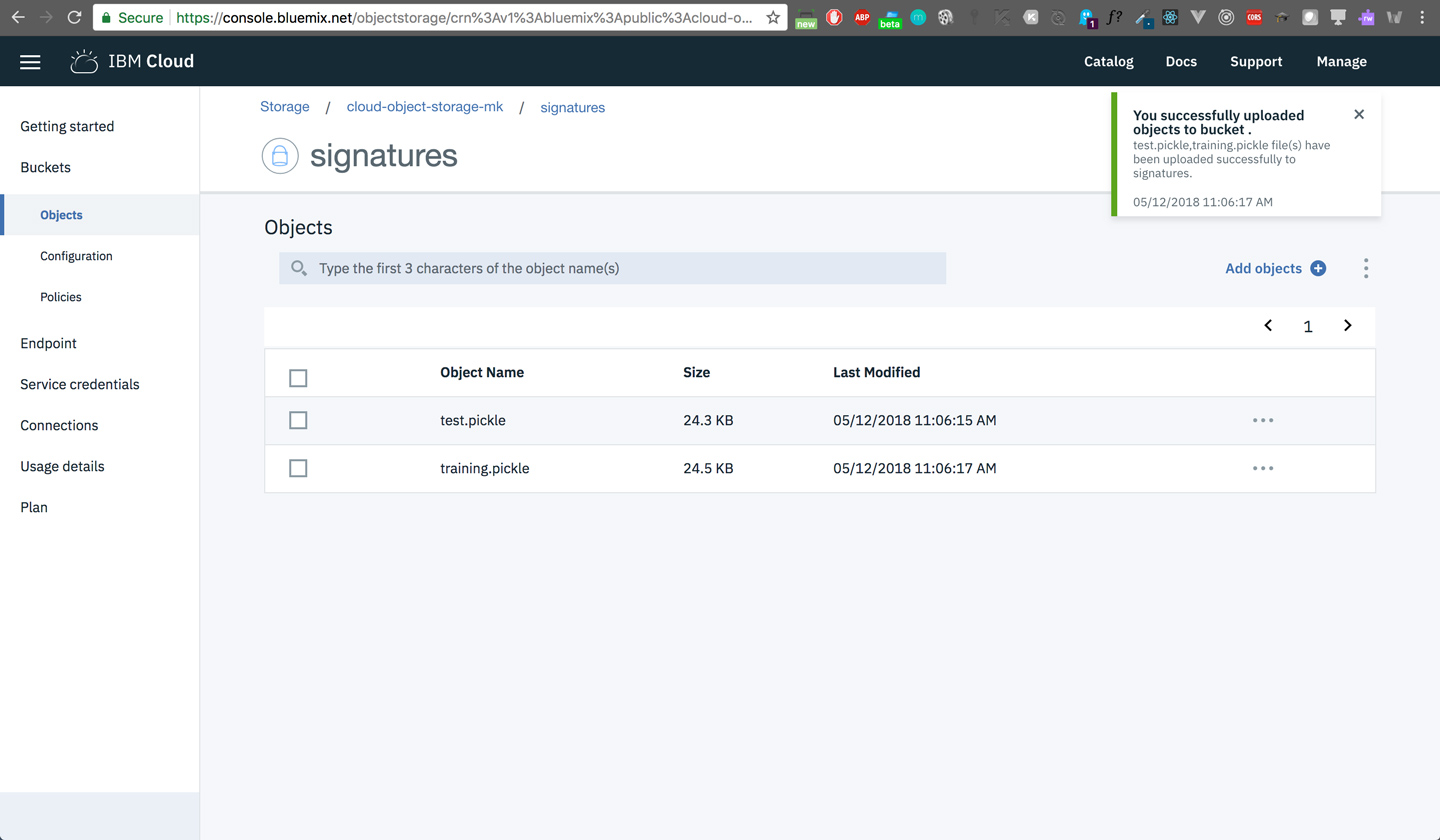 Secure https://console.bluemix.net/objectstorage/crn%3Av1%3Abluemix%3Apublic%3Acloud-o...
new
ABP
beta
m
K
1
f?
CORS
rw
IBM Cloud
Catalog Docs Support Manage
Getting started
Buckets
Objects
Configuration
Policies
Endpoint
Service credentials
Connections
Usage details
Plan
Storage / cloud-object-storage-mk / signatures
signatures
You successfully uploaded
objects to bucket .
test.pickle,training.pickle file(s) have
been uploaded successfully to
signatures.
05/12/2018 11:06:17 AM
Objects
Type the first 3 characters of the object name(s)
Add objects
1
Object Name Size Last Modified
test.pickle 24.3 KB 05/12/2018 11:06:15 AM
training.pickle 24.5 KB 05/12/2018 11:06:17 AM